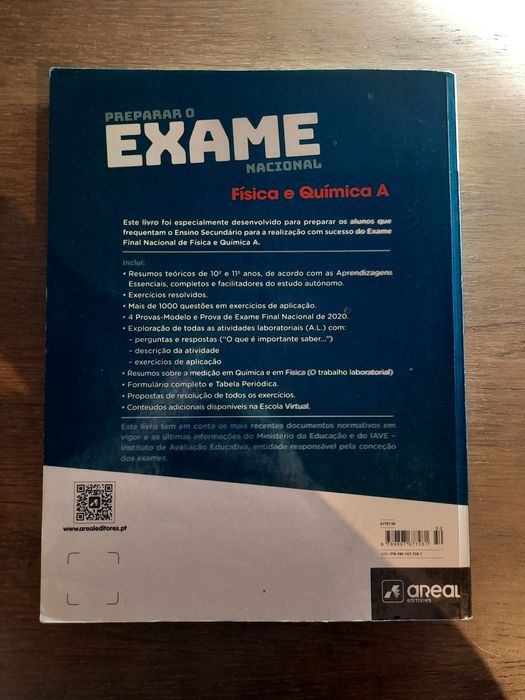 PREPARAR O
EXAME
NACIONAL
Física e Química A
Este livro foi especialmente desenvolvido para preparar os alunos que
frequentam o Ensino Secundário para a realização com sucesso do Exame
Final Nacional de Física e Química A.
Inclui:
• Resumos teóricos de 10º e 11º anos, de acordo com as Aprendizagens
Essenciais, completos e facilitadores do estudo autónomo.
• Exercícios resolvidos.
• Mais de 1000 questões em exercícios de aplicação.
• 4 Provas-Modelo e Prova de Exame Final Nacional de 2020.
• Exploração de todas as atividades laboratoriais (A.L.) com:
– perguntas e respostas ("O que é importante saber...")
– descrição da atividade
– exercícios de aplicação
• Resumos sobre a medição em Química e em Física (O trabalho laboratorial)
• Formulário completo e Tabela Periódica.
• Propostas de resolução de todos os exercícios.
• Conteúdos adicionais disponíveis na Escola Virtual.
Este livro tem em conta os mais recentes documentos normativos em
vigor e as últimas informações do Ministério da Educação e do IAVE –
Instituto de Avaliação Educativa, entidade responsável pela conceção
dos exames.
www.arealeditores.pt
areal
editores